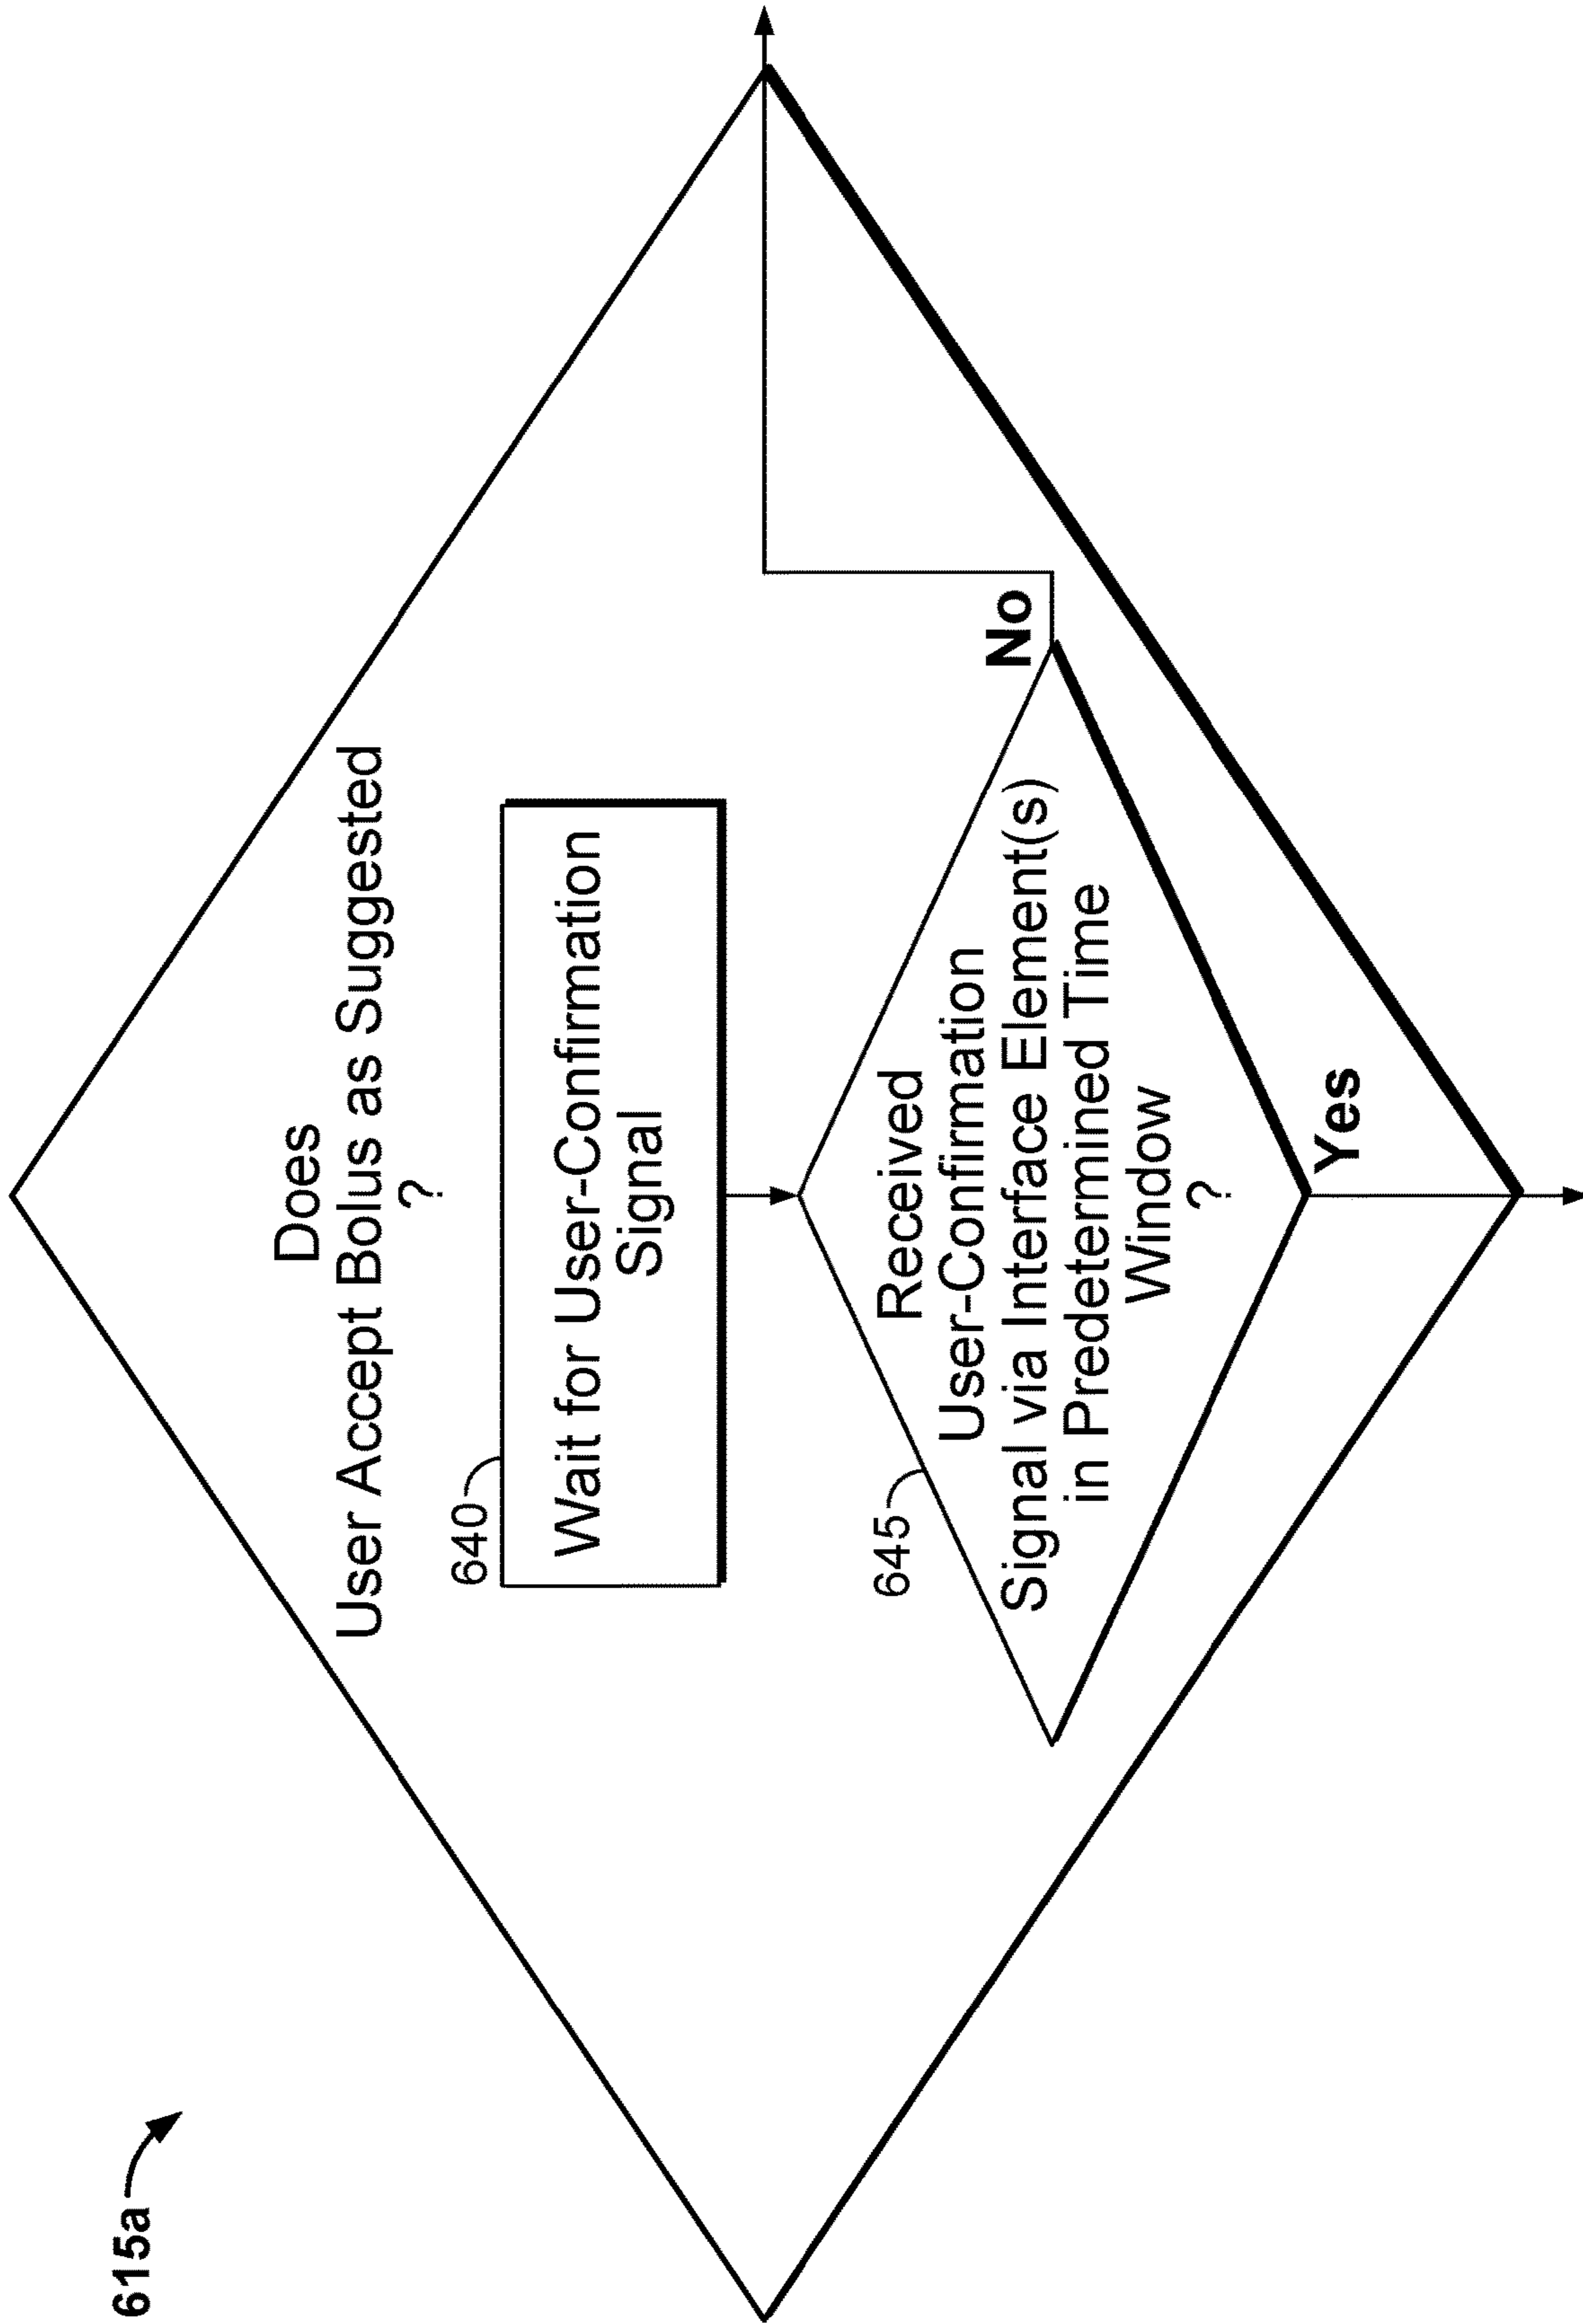 615a
Does
User Accept Bolus as Suggested
?
640
Wait for User-Confirmation
Signal
645
Received
User-Confirmation
Signal via Interface Element(s)
in Predetermined Time
Window
?
No
Yes